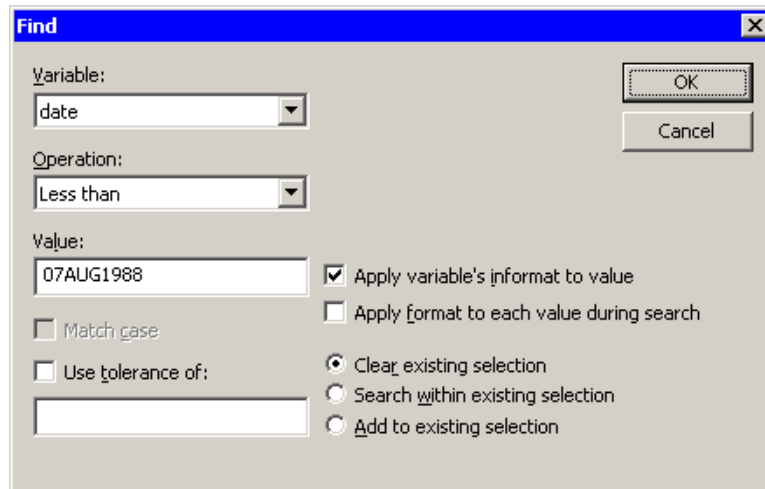 Find
Variable:
date
OK
Cancel
Operation:
Less than
Value:
07AUG1988
Apply variable's informat to value
Apply format to each value during search
Match case
Use tolerance of:
Clear existing selection
Search within existing selection
Add to existing selection